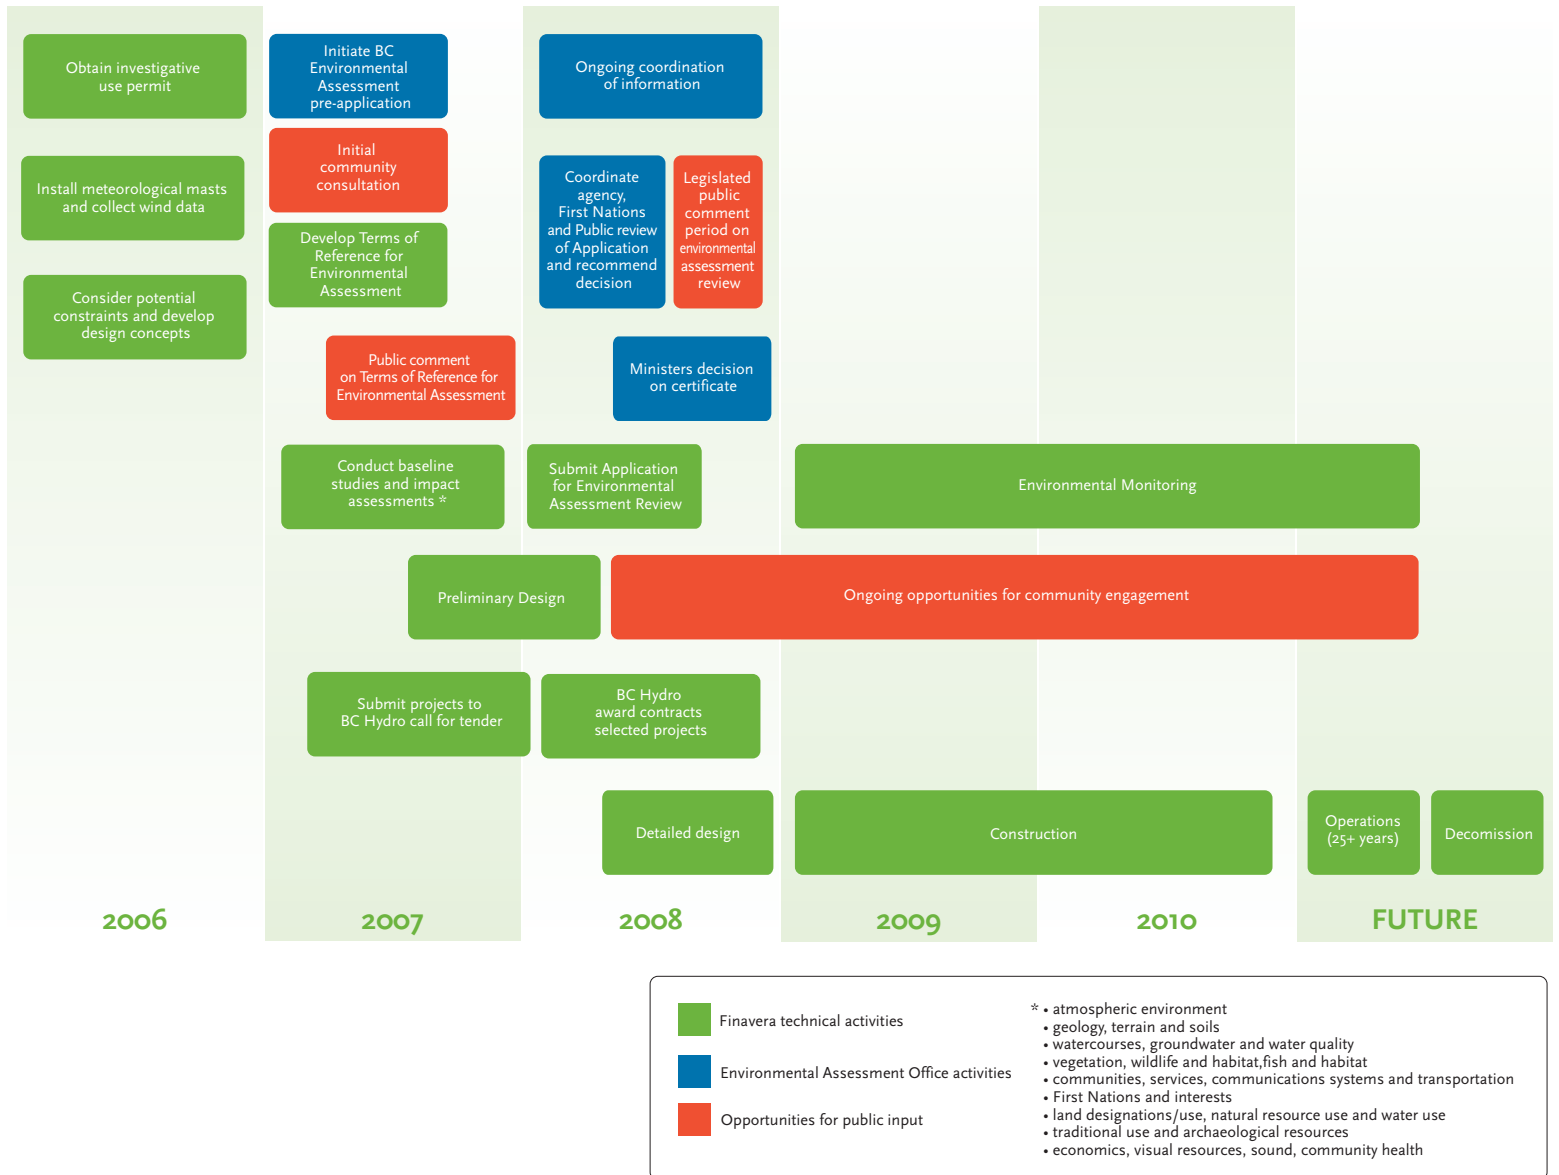 Obtain investigative
use permit
Install meteorological masts
and collect wind data
Consider potential
constraints and develop
design concepts
Initiate BC
Environmental
Assessment
pre-application
Initial
community
consultation
Develop Terms of
Reference for
Environmental
Assessment
Public comment
on Terms of Reference for
Environmental Assessment
Ongoing coordination
of information
Coordinate
agency,
First Nations
and Public review
of Application
and recommend
decision
Legislated
public
comment
period on
environmental
assessment
review
Ministers decision
on certificate
Conduct baseline
studies and impact
assessments *
Submit Application
for Environmental
Assessment Review
Environmental Monitoring
Preliminary Design
Ongoing opportunities for community engagement
Submit projects to
BC Hydro call for tender
BC Hydro
award contracts
selected projects
Detailed design
Construction
Operations
(25+ years)
Decomission
2006
2007
2008
2009
2010
FUTURE
Finavera technical activities
Environmental Assessment Office activities
Opportunities for public input
* • atmospheric environment
• geology, terrain and soils
• watercourses, groundwater and water quality
• vegetation, wildlife and habitat,fish and habitat
• communities, services, communications systems and transportation
• First Nations and interests
• land designations/use, natural resource use and water use
• traditional use and archaeological resources
• economics, visual resources, sound, community health